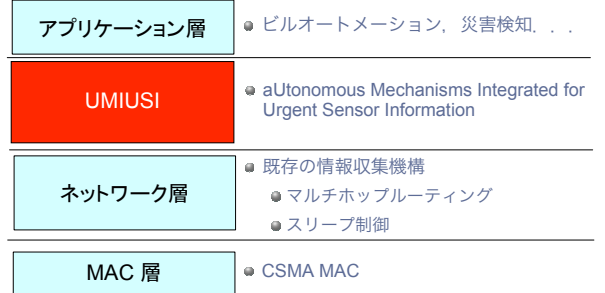 アプリケーション層
ビルオートメーション，災害検知．．．
UMIUSI
aUtonomous Mechanisms Integrated for
Urgent Sensor Information
ネットワーク層
既存の情報収集機構
マルチホップルーティング
スリープ制御
MAC 層
CSMA MAC